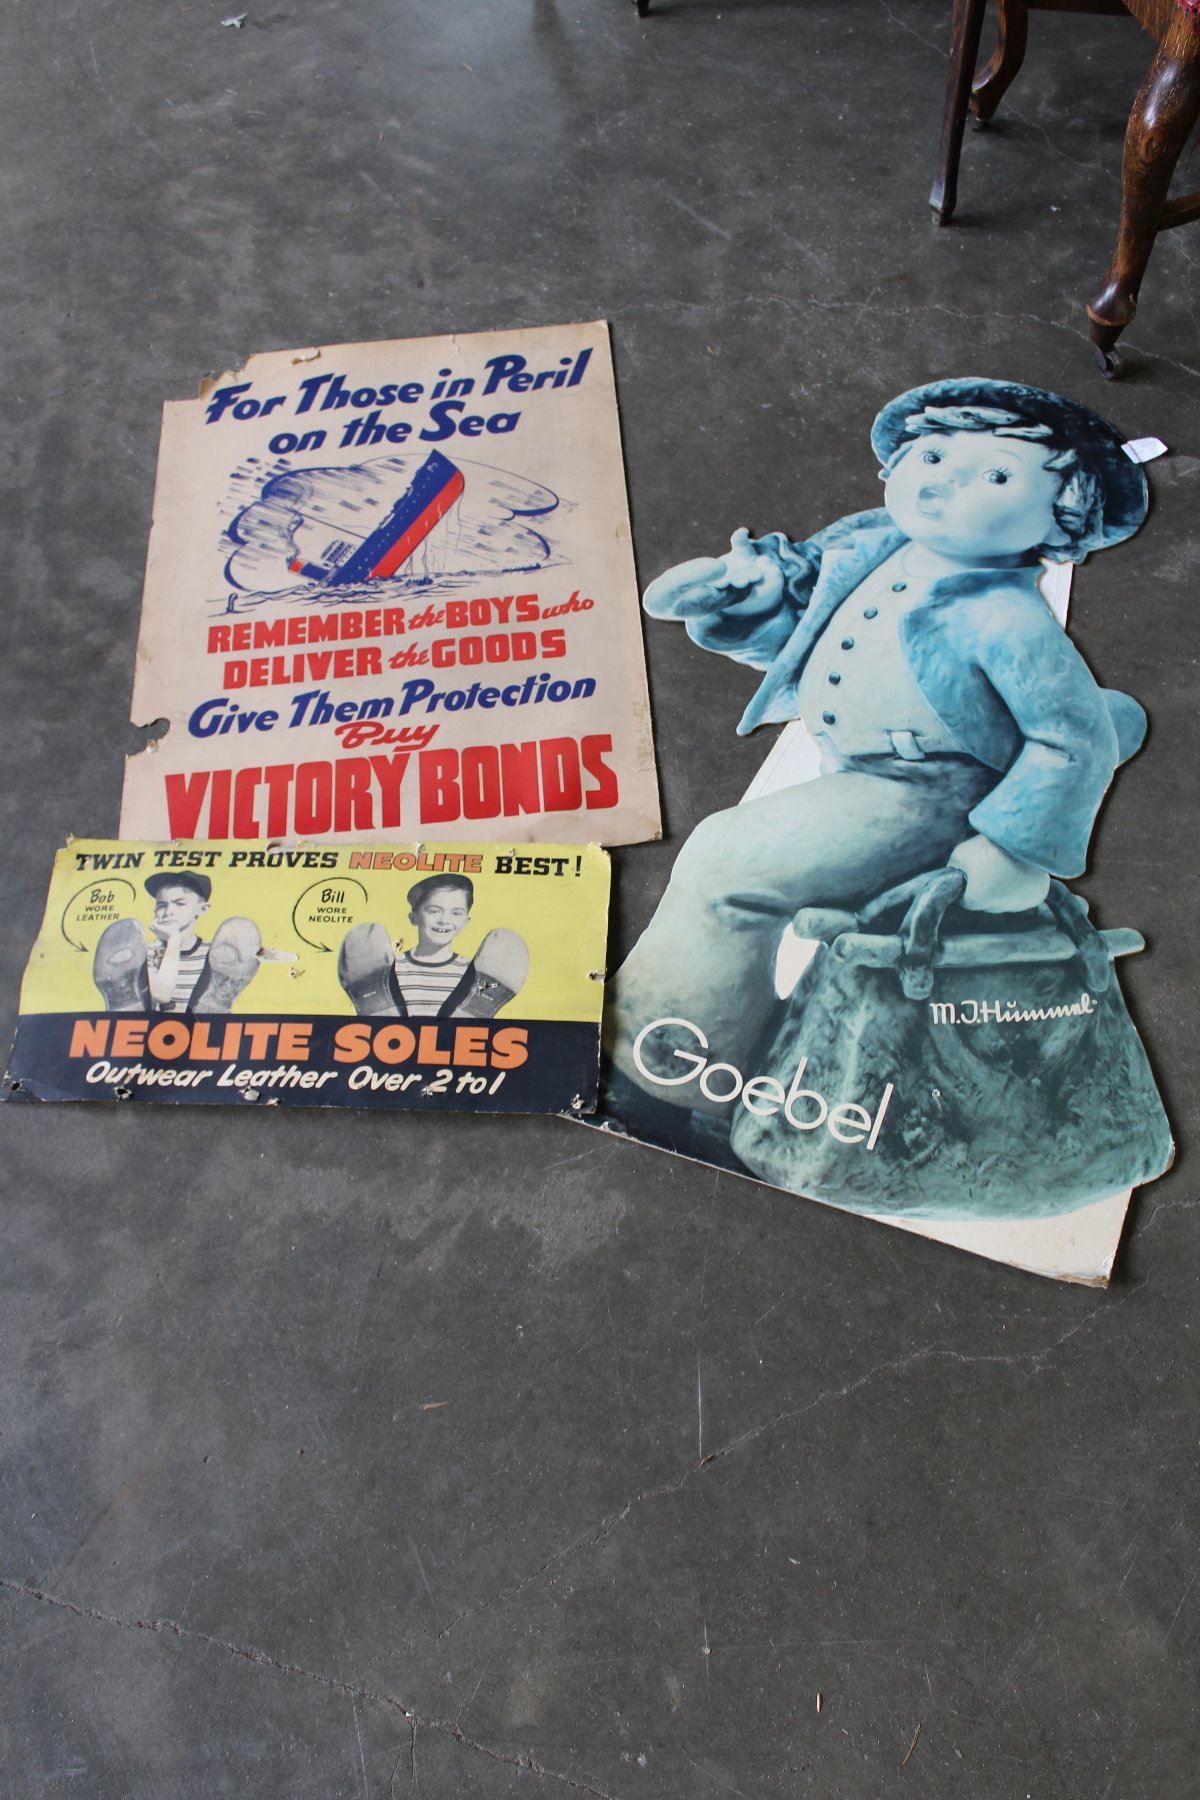 For Those in Peril
on the Sea
REMEMBER the BOYS who
DELIVER the GOODS
Give Them Protection
Buy
VICTORY BONDS
TWIN TEST PROVES NEOLITE BEST!
Bob
WORE
LEATHER
Bill
WORE
NEOLITE
NEOLITE SOLES
Outwear Leather Over 2 to 1
M.J. Hummel
Goebel